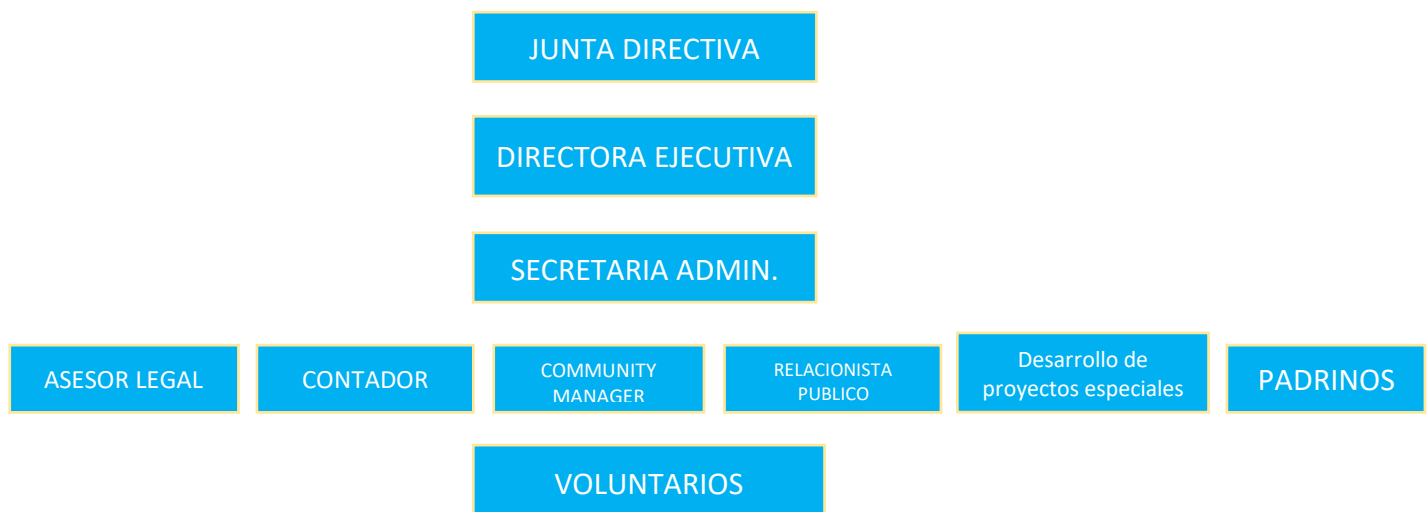 JUNTA DIRECTIVA
DIRECTORA EJECUTIVA
SECRETARIA ADMIN.
ASESOR LEGAL
CONTADOR
COMMUNITY
MANAGER
RELACIONISTA
PUBLICO
Desarrollo de
proyectos especiales
PADRINOS
VOLUNTARIOS